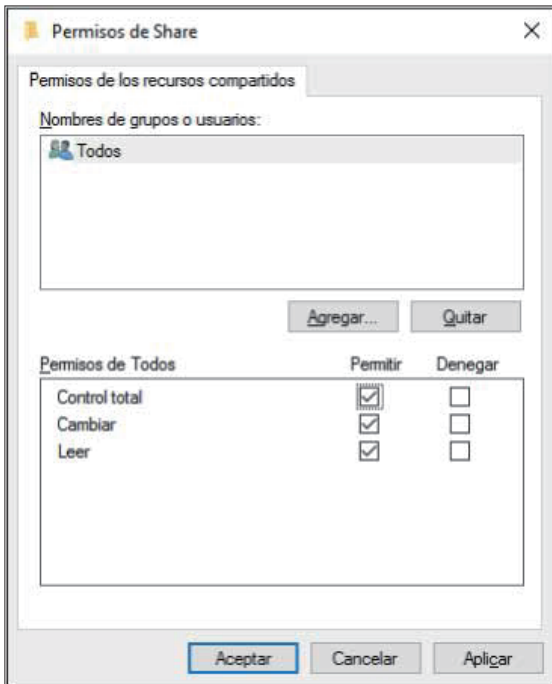 Permisos de Share
Permisos de los recursos compartidos
Nombres de grupos o usuarios:
Todos
Agregar... Quitar
Permisos de Todos Permitir Denegar
Control total
Cambiar
Leer
Aceptar Cancelar Aplicar